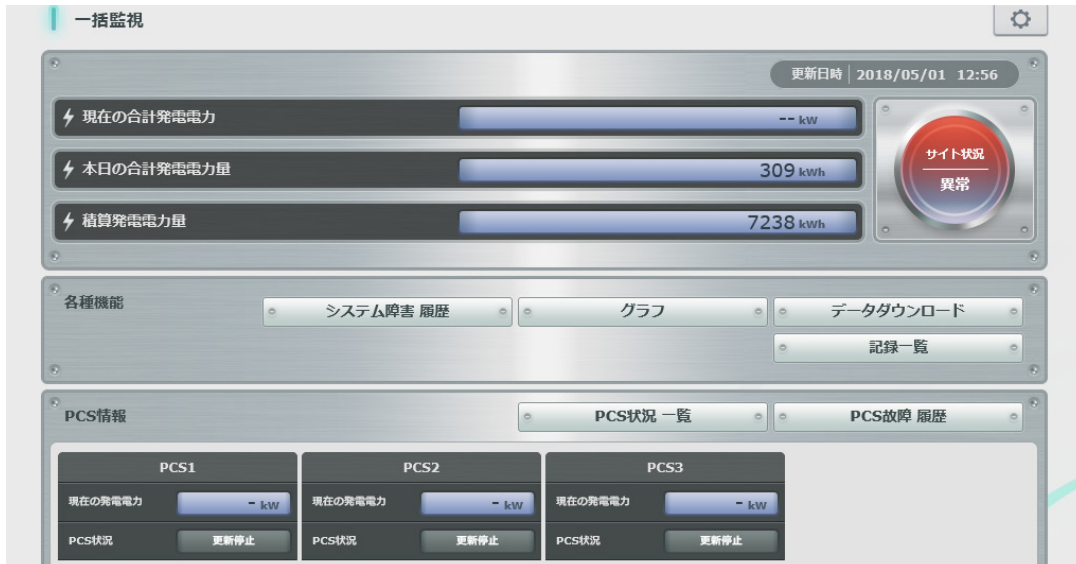 一括監視
更新日時 2018/05/01 12:56
現在の合計発電電力 -- kW
本日の合計発電電力量 309 kWh
積算発電電力量 7238 kWh
サイト状況
異常
各種機能 システム障害 履歴 グラフ データダウンロード
記録一覧
PCS情報 PCS状況 一覧 PCS故障 履歴
PCS1 PCS2 PCS3
現在の発電電力 - kW 現在の発電電力 - kW 現在の発電電力 - kW
PCS状況 更新停止 PCS状況 更新停止 PCS状況 更新停止